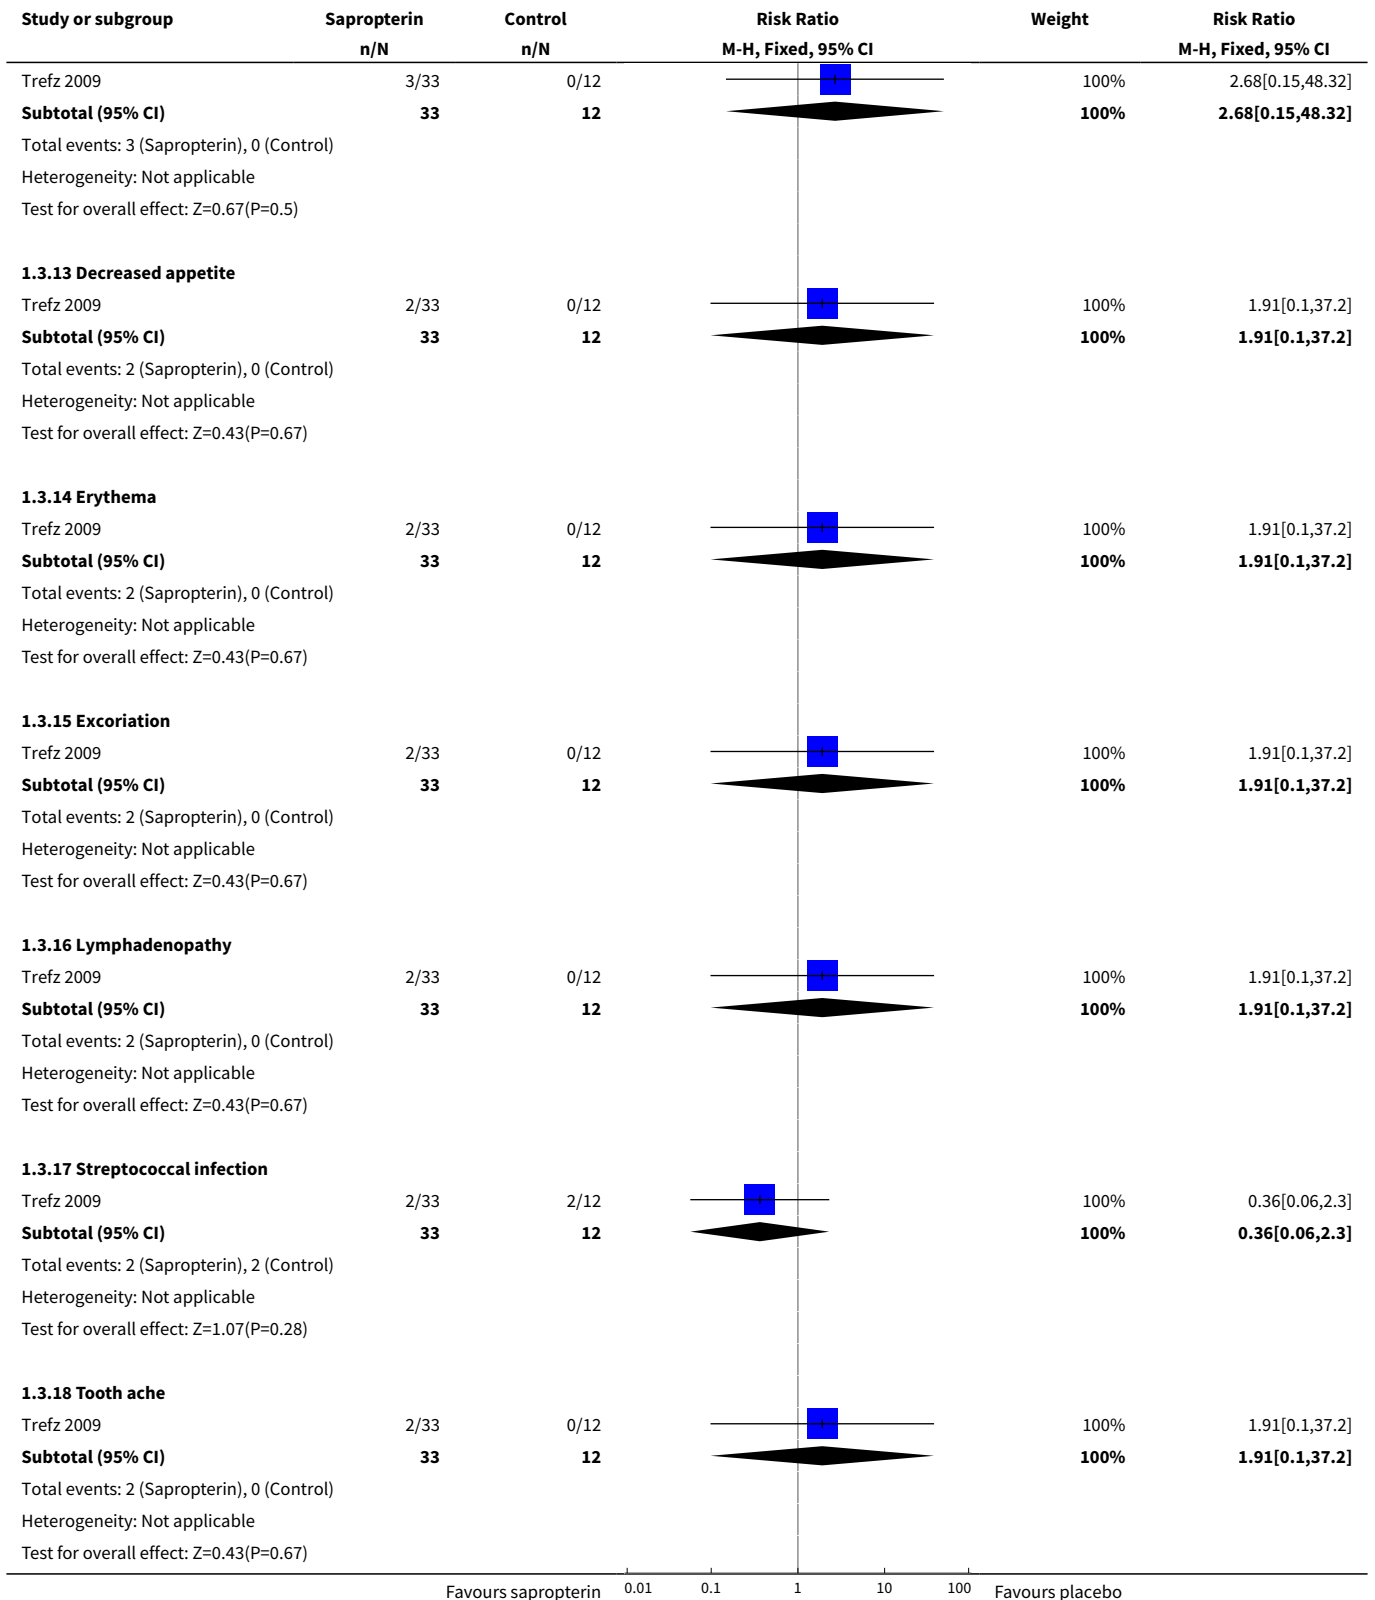 Study or subgroup Sapropterin Control Risk Ratio Weight Risk Ratio
n/N n/N M-H, Fixed, 95% CI M-H, Fixed, 95% CI
Trefz 2009 3/33 0/12 100% 2.68[0.15,48.32]
Subtotal (95% CI) 33 12 100% 2.68[0.15,48.32]
Total events: 3 (Sapropterin), 0 (Control)
Heterogeneity: Not applicable
Test for overall effect: Z=0.67(P=0.5)
1.3.13 Decreased appetite
Trefz 2009 2/33 0/12 100% 1.91[0.1,37.2]
Subtotal (95% CI) 33 12 100% 1.91[0.1,37.2]
Total events: 2 (Sapropterin), 0 (Control)
Heterogeneity: Not applicable
Test for overall effect: Z=0.43(P=0.67)
1.3.14 Erythema
Trefz 2009 2/33 0/12 100% 1.91[0.1,37.2]
Subtotal (95% CI) 33 12 100% 1.91[0.1,37.2]
Total events: 2 (Sapropterin), 0 (Control)
Heterogeneity: Not applicable
Test for overall effect: Z=0.43(P=0.67)
1.3.15 Excoriation
Trefz 2009 2/33 0/12 100% 1.91[0.1,37.2]
Subtotal (95% CI) 33 12 100% 1.91[0.1,37.2]
Total events: 2 (Sapropterin), 0 (Control)
Heterogeneity: Not applicable
Test for overall effect: Z=0.43(P=0.67)
1.3.16 Lymphadenopathy
Trefz 2009 2/33 0/12 100% 1.91[0.1,37.2]
Subtotal (95% CI) 33 12 100% 1.91[0.1,37.2]
Total events: 2 (Sapropterin), 0 (Control)
Heterogeneity: Not applicable
Test for overall effect: Z=0.43(P=0.67)
1.3.17 Streptococcal infection
Trefz 2009 2/33 2/12 100% 0.36[0.06,2.3]
Subtotal (95% CI) 33 12 100% 0.36[0.06,2.3]
Total events: 2 (Sapropterin), 2 (Control)
Heterogeneity: Not applicable
Test for overall effect: Z=1.07(P=0.28)
1.3.18 Tooth ache
Trefz 2009 2/33 0/12 100% 1.91[0.1,37.2]
Subtotal (95% CI) 33 12 100% 1.91[0.1,37.2]
Total events: 2 (Sapropterin), 0 (Control)
Heterogeneity: Not applicable
Test for overall effect: Z=0.43(P=0.67)
Favours sapropterin 0.01 0.1 1 10 100 Favours placebo